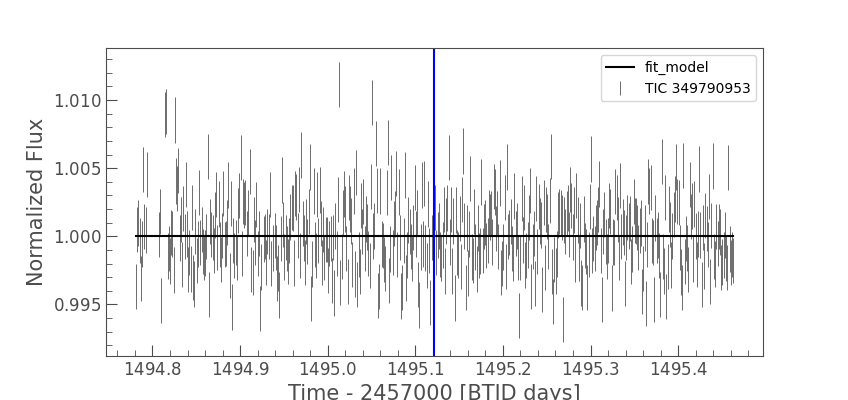 fit_model
TIC 349790953
1.010
1.005
1.000
0.995
Normalized Flux
1494.8 1494.9 1495.0 1495.1 1495.2 1495.3 1495.4
Time - 2457000 [BTJD days]